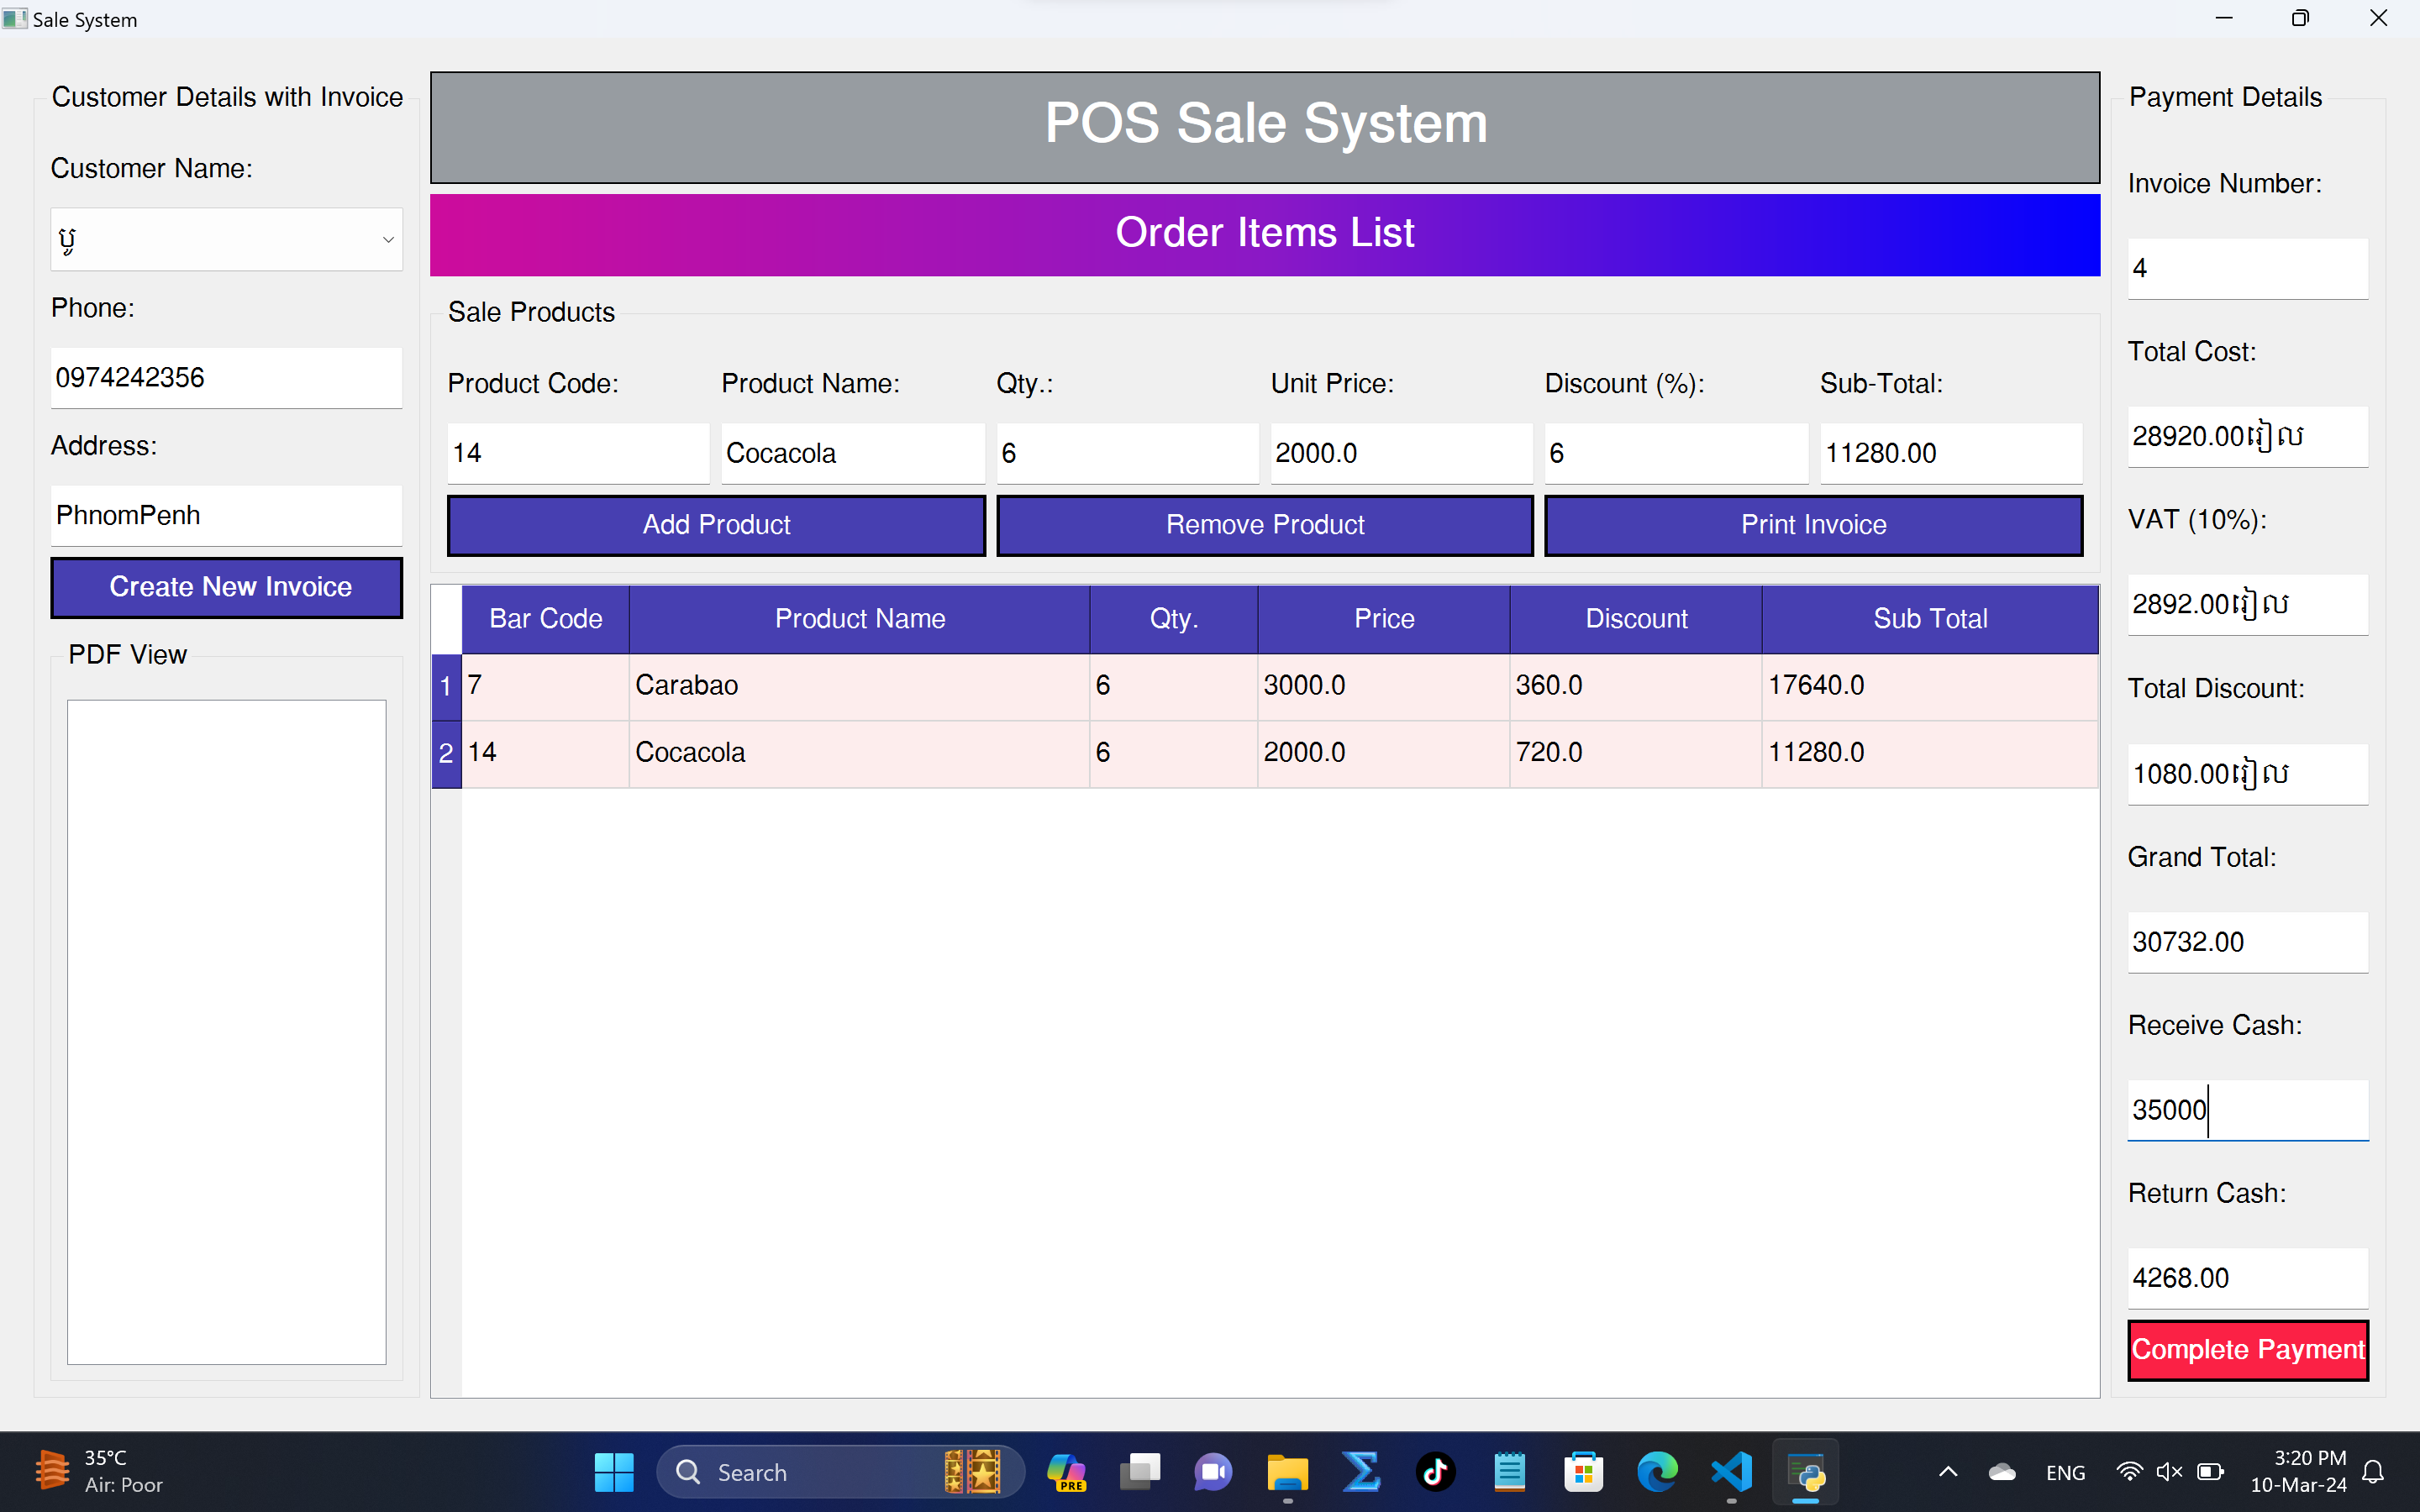 Sale System
Customer Details with Invoice
Customer Name:
ប៊ូ
Phone:
0974242356
Address:
PhnomPenh
Create New Invoice
PDF View
POS Sale System
Order Items List
Sale Products
Product Code: Product Name: Qty.: Unit Price: Discount (%): Sub-Total:
14 Cocacola 6 2000.0 6 11280.00
Add Product Remove Product Print Invoice
Bar Code Product Name Qty. Price Discount Sub Total
1 7 Carabao 6 3000.0 360.0 17640.0
2 14 Cocacola 6 2000.0 720.0 11280.0
Payment Details
Invoice Number:
4
Total Cost:
28920.00រៀល
VAT (10%):
2892.00រៀល
Total Discount:
1080.00រៀល
Grand Total:
30732.00
Receive Cash:
35000
Return Cash:
4268.00
Complete Payment
35°C
Air: Poor
Search
PRE
ENG
3:20 PM
10-Mar-24